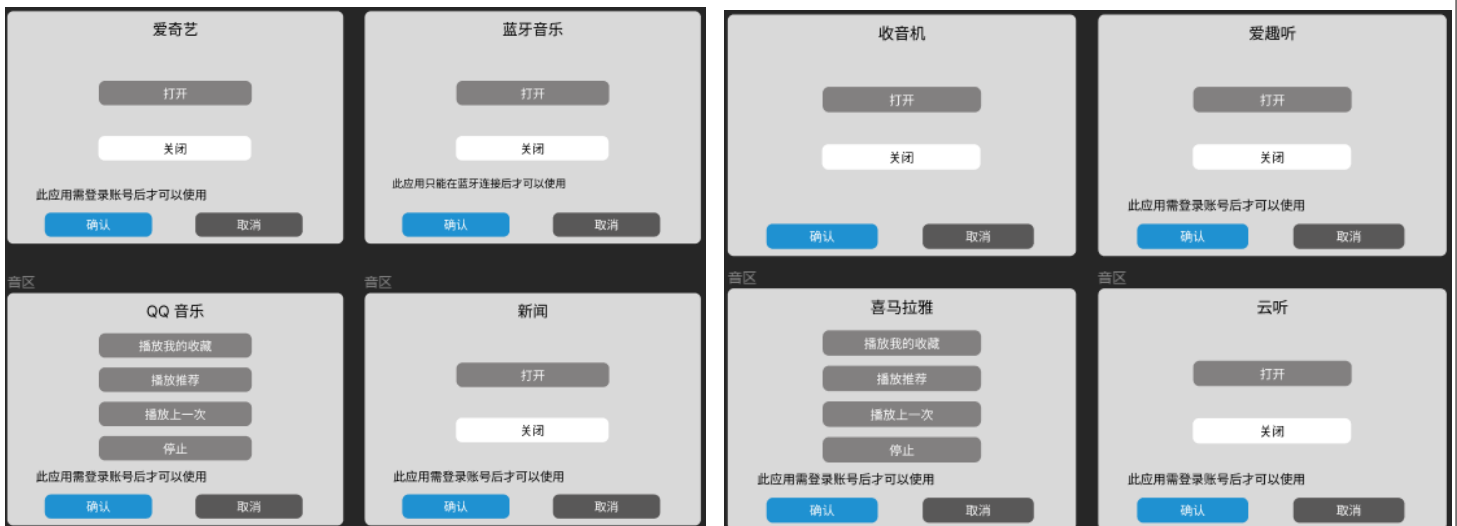 爱奇艺
打开
关闭
此应用需登录账号后才可以使用
确认
取消
蓝牙音乐
打开
关闭
此应用只能在蓝牙连接后才可以使用
确认
取消
收音机
打开
关闭
确认
取消
爱趣听
打开
关闭
此应用需登录账号后才可以使用
确认
取消
音区
QQ 音乐
播放我的收藏
播放推荐
播放上一次
停止
此应用需登录账号后才可以使用
确认
取消
音区
新闻
打开
关闭
此应用需登录账号后才可以使用
确认
取消
音区
喜马拉雅
播放我的收藏
播放推荐
播放上一次
停止
此应用需登录账号后才可以使用
确认
取消
音区
云听
打开
关闭
此应用需登录账号后才可以使用
确认
取消